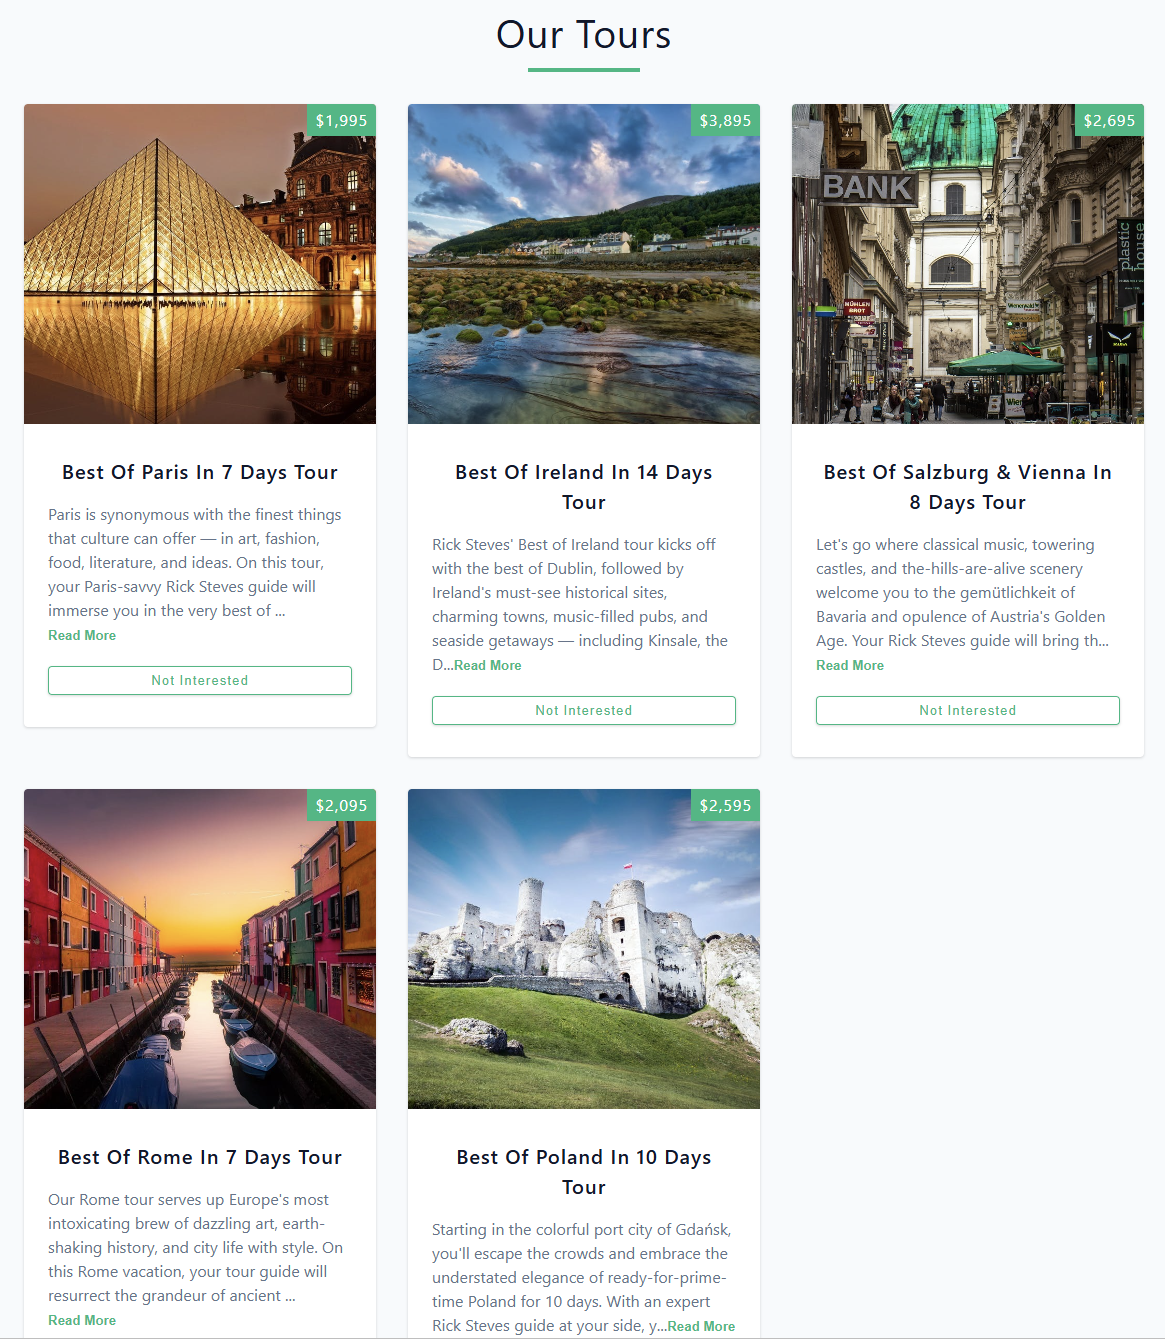 Our Tours
$1,995
$3,895
$2,695
BANK
plastic
house
MÜHLEN
BROT
Wienerwald
Wien
Best Of Paris In 7 Days Tour
Paris is synonymous with the finest things
that culture can offer — in art, fashion,
food, literature, and ideas. On this tour,
your Paris-savvy Rick Steves guide will
immerse you in the very best of ...
Read More
Not Interested
Best Of Ireland In 14 Days
Tour
Rick Steves' Best of Ireland tour kicks off
with the best of Dublin, followed by
Ireland's must-see historical sites,
charming towns, music-filled pubs, and
seaside getaways — including Kinsale, the
D...Read More
Not Interested
Best Of Salzburg & Vienna In
8 Days Tour
Let's go where classical music, towering
castles, and the-hills-are-alive scenery
welcome you to the gemütlichkeit of
Bavaria and opulence of Austria's Golden
Age. Your Rick Steves guide will bring th...
Read More
Not Interested
$2,095
$2,595
Best Of Rome In 7 Days Tour
Our Rome tour serves up Europe's most
intoxicating brew of dazzling art, earth-
shaking history, and city life with style. On
this Rome vacation, your tour guide will
resurrect the grandeur of ancient ...
Read More
Best Of Poland In 10 Days
Tour
Starting in the colorful port city of Gdańsk,
you'll escape the crowds and embrace the
understated elegance of ready-for-prime-
time Poland for 10 days. With an expert
Rick Steves guide at your side, y...Read More